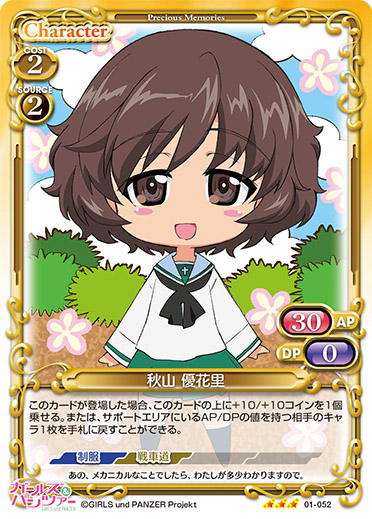 Precious Memories
Character
COST
2
SOURCE
2
30 AP
DP 0
秋山 優花里
このカードが登場した場合、このカードの上に+10/+10コインを1個
乗せる。または、サポートエリアにいるAP/DPの値を持つ相手のキャ
ラ1枚を手札に戻すことができる。
制服 戦車道
あの、メカニカルなことでしたら、わたしが多少わかりますので。
ガールズ&パンツァー
GIRLS und PANZER
©GIRLS und PANZER Projekt
★★★ 01-052